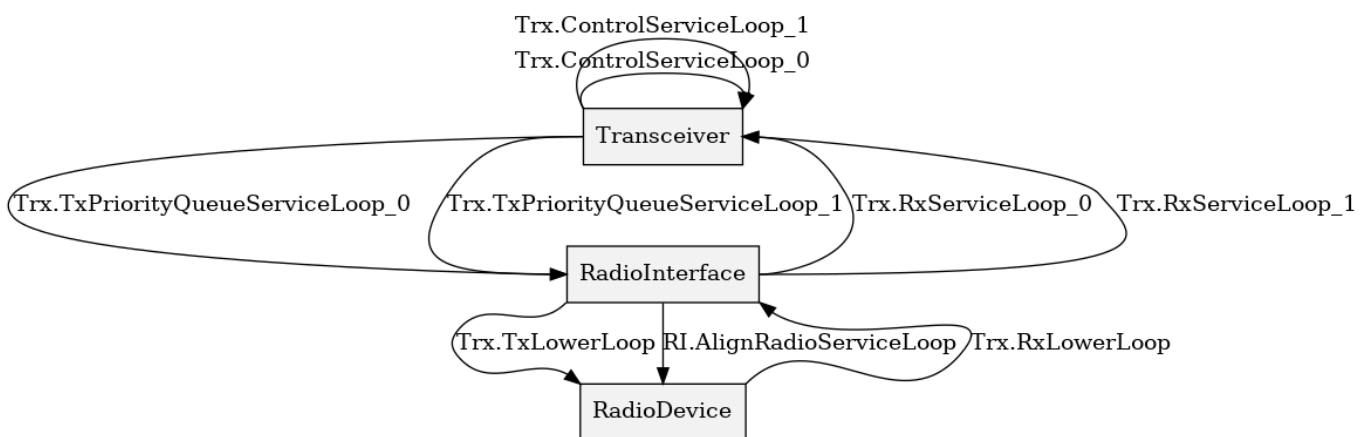 Trx.ControlServiceLoop_1
Trx.ControlServiceLoop_0
Transceiver
Trx.TxPriorityQueueServiceLoop_0
Trx.TxPriorityQueueServiceLoop_1
Trx.RxServiceLoop_0
Trx.RxServiceLoop_1
RadioInterface
Trx.TxLowerLoop
RI.AlignRadioServiceLoop
Trx.RxLowerLoop
RadioDevice